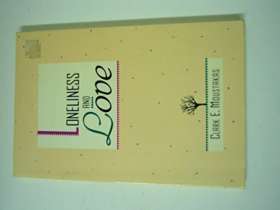 LONELINESS
AND
Love
CLARK E. MOUSTAKAS